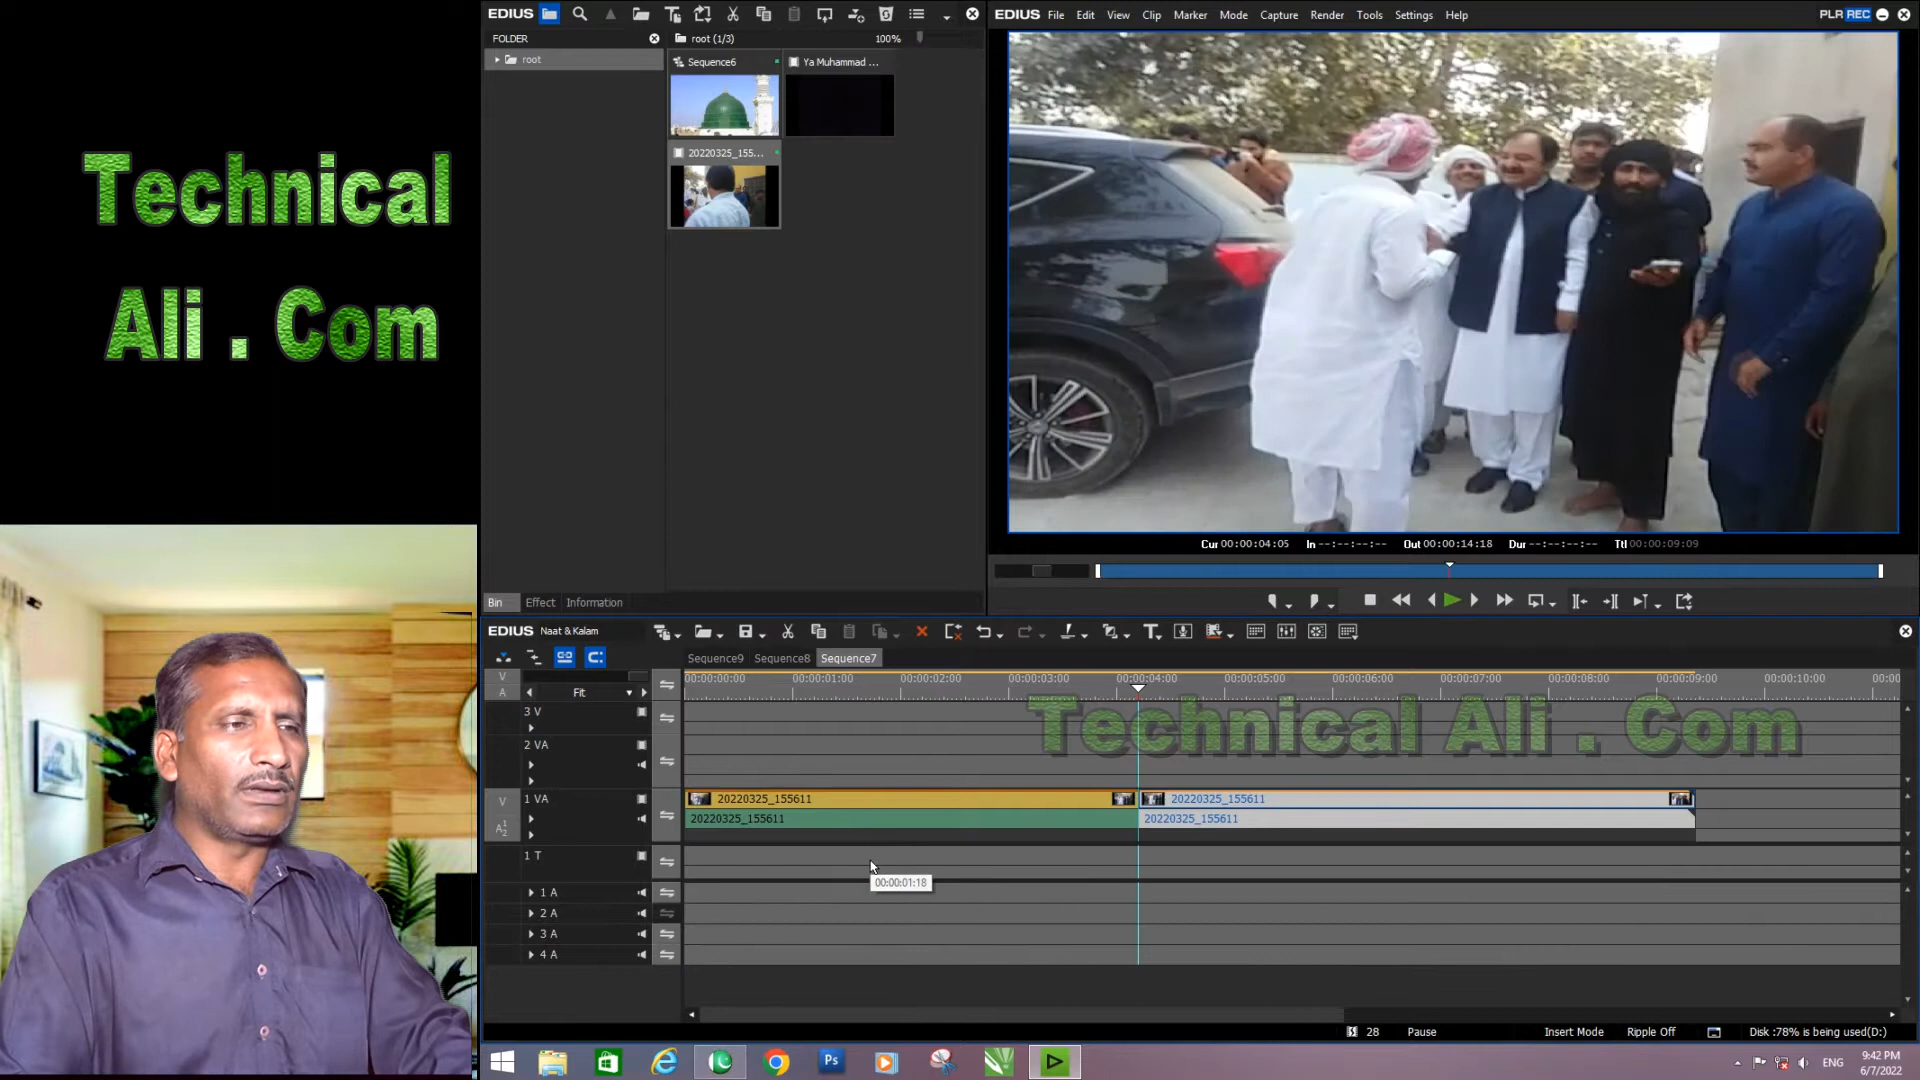 Technical
Ali . Com
EDIUS
FOLDER
root
root (1/3)
100%
Sequence6
Ya Muhammad ...
20220325_155...
Bin
Effect
Information
EDIUS File Edit View Clip Marker Mode Capture Render Tools Settings Help
PLR REC
Cur 00:00:04:05 In --:--:--:-- Out 00:00:14:18 Dur --:--:--:-- Ttl 00:00:09:09
EDIUS Naat & Kalam
Sequence9 Sequence8 Sequence7
V
A
Fit
00:00:00:00 00:00:01:00 00:00:02:00 00:00:03:00 00:00:04:00 00:00:05:00 00:00:06:00 00:00:07:00 00:00:08:00 00:00:09:00 00:00:10:00 00:00
Technical Ali . Com
3 V
2 VA
V
1 VA
20220325_155611
20220325_155611
20220325_155611
20220325_155611
A12
1 T
00:00:01:18
1 A
2 A
3 A
4 A
28
Pause
Insert Mode
Ripple Off
Disk :78% is being used(D:)
Ps
ENG
9:42 PM
6/7/2022